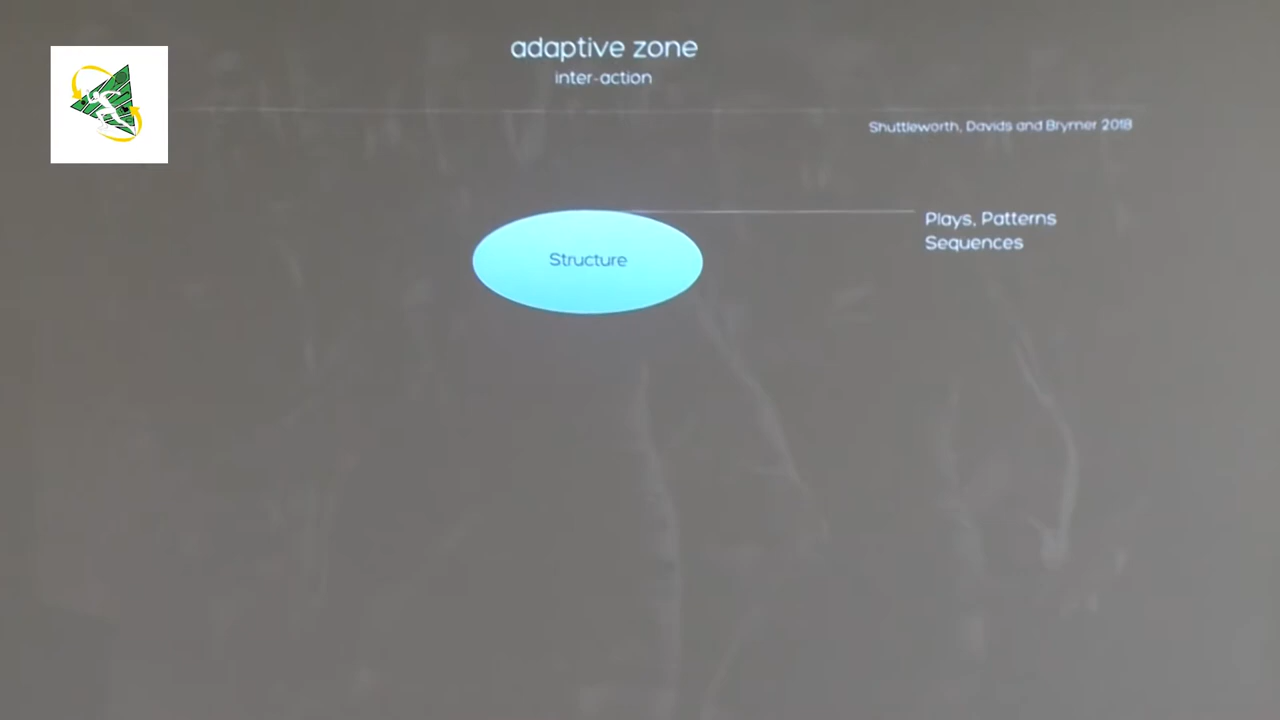 adaptive zone
inter-action
Shuttleworth, Davids and Brymer 2018
Structure
Plays, Patterns
Sequences